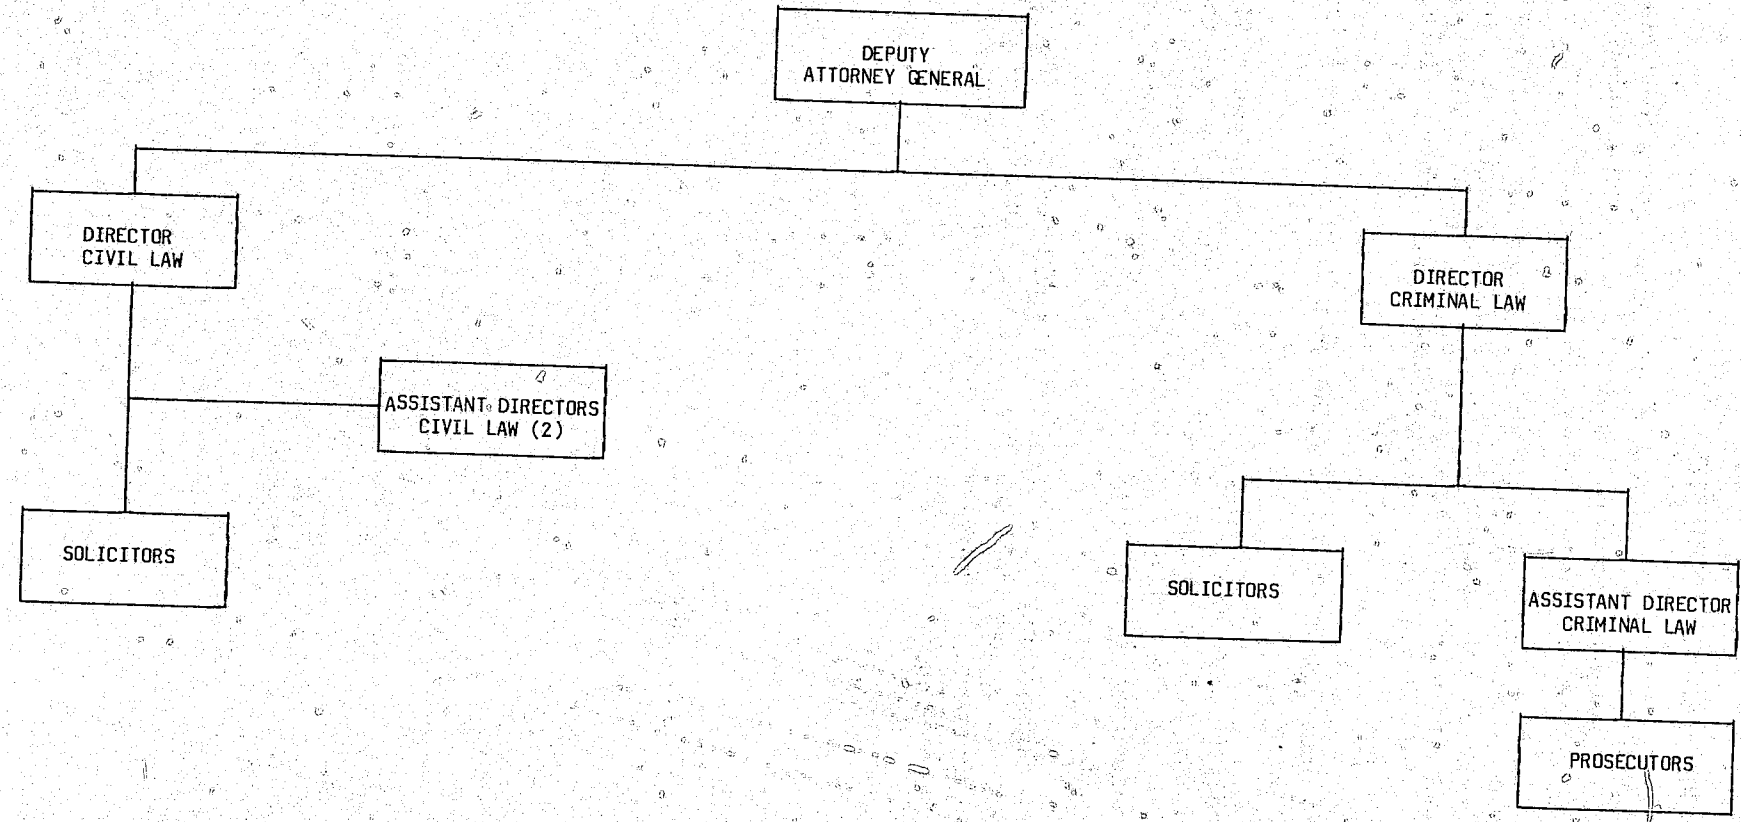 DEPUTY
ATTORNEY GENERAL
DIRECTOR
CIVIL LAW
DIRECTOR
CRIMINAL LAW
ASSISTANT DIRECTORS
CIVIL LAW (2)
SOLICITORS
SOLICITORS
ASSISTANT DIRECTOR
CRIMINAL LAW
PROSECUTORS